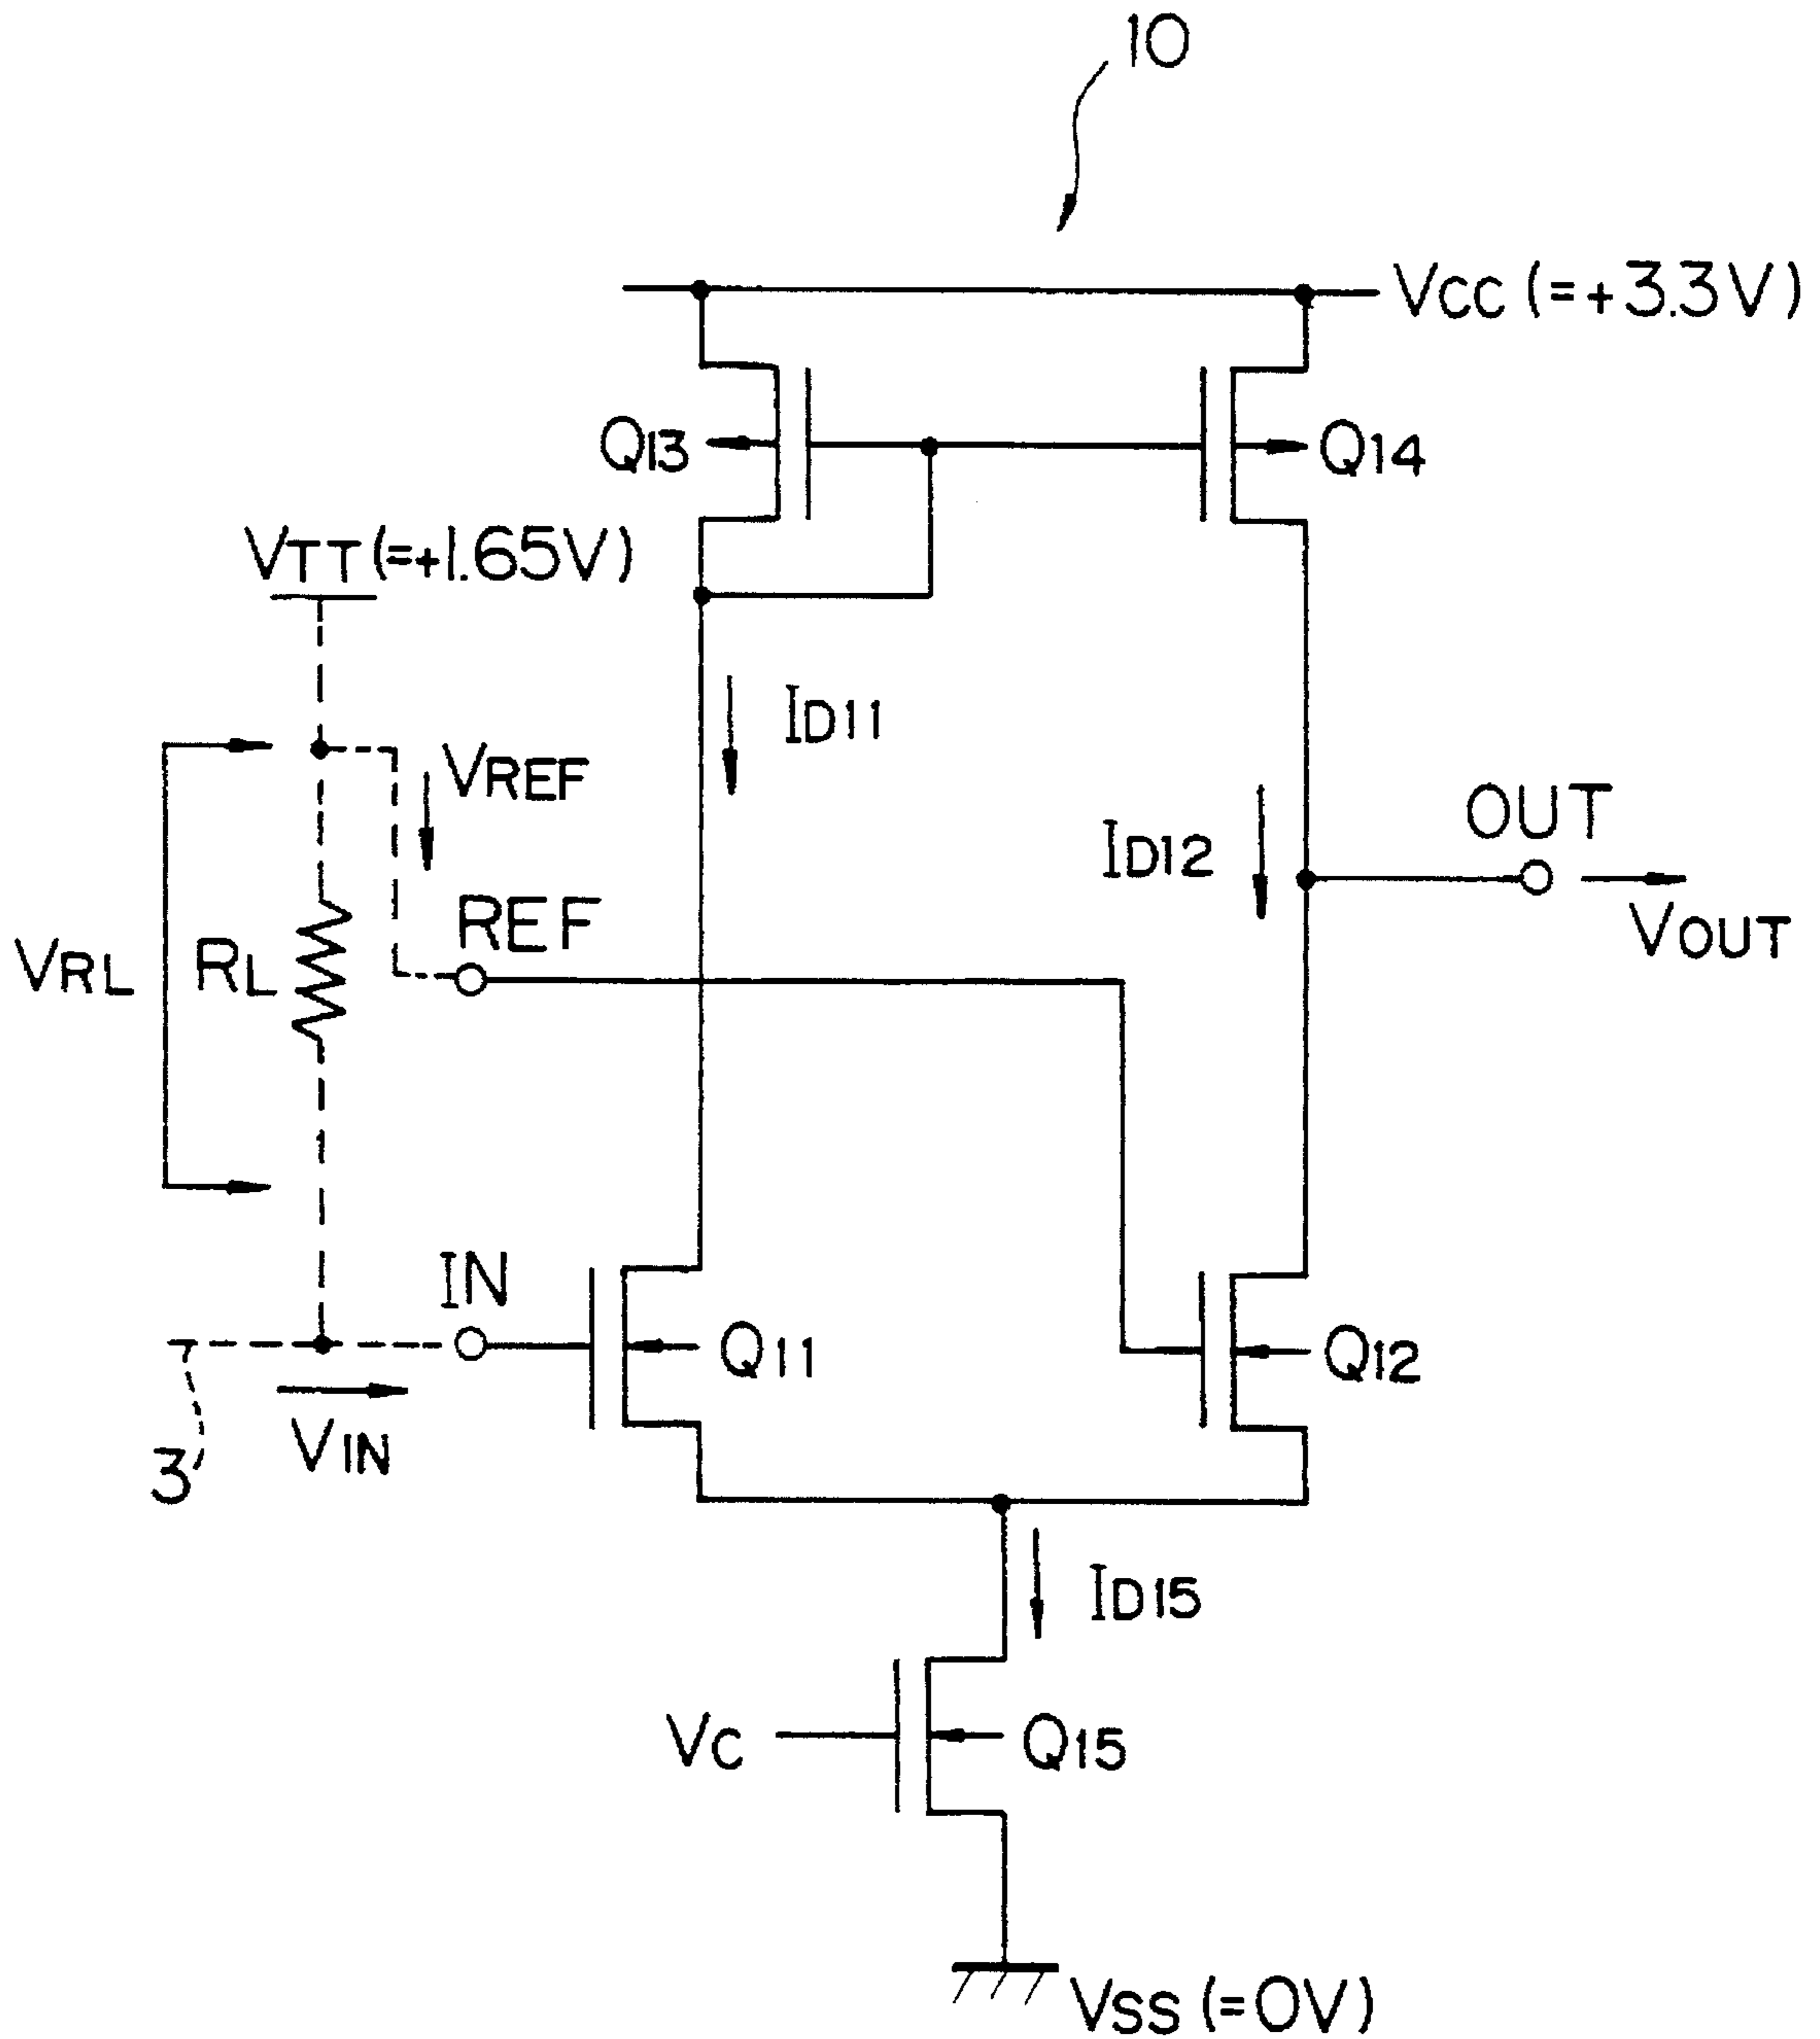 10
VCC (=+3.3V)
Q13
Q14
VTT (=+1.65V)
ID11
VREF
OUT
ID12
REF
VRL
RL
VOUT
IN
Q11
Q12
VIN
3
ID15
VC
Q15
VSS (=0V)